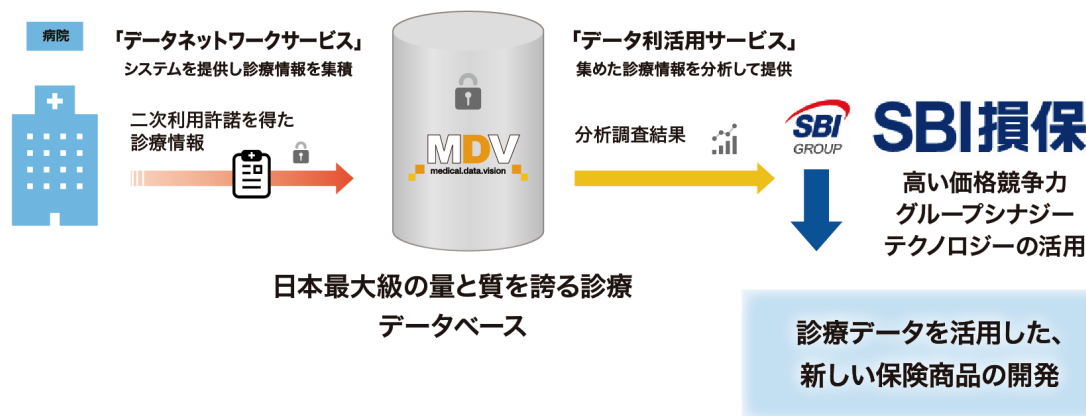 病院
「データネットワークサービス」
システムを提供し診療情報を集積
二次利用許諾を得た
診療情報
MDV
medical.data.vision
日本最大級の量と質を誇る診療
データベース
「データ利活用サービス」
集めた診療情報を分析して提供
分析調査結果
SBI
GROUP
SBI損保
高い価格競争力
グループシナジー
テクノロジーの活用
診療データを活用した、
新しい保険商品の開発